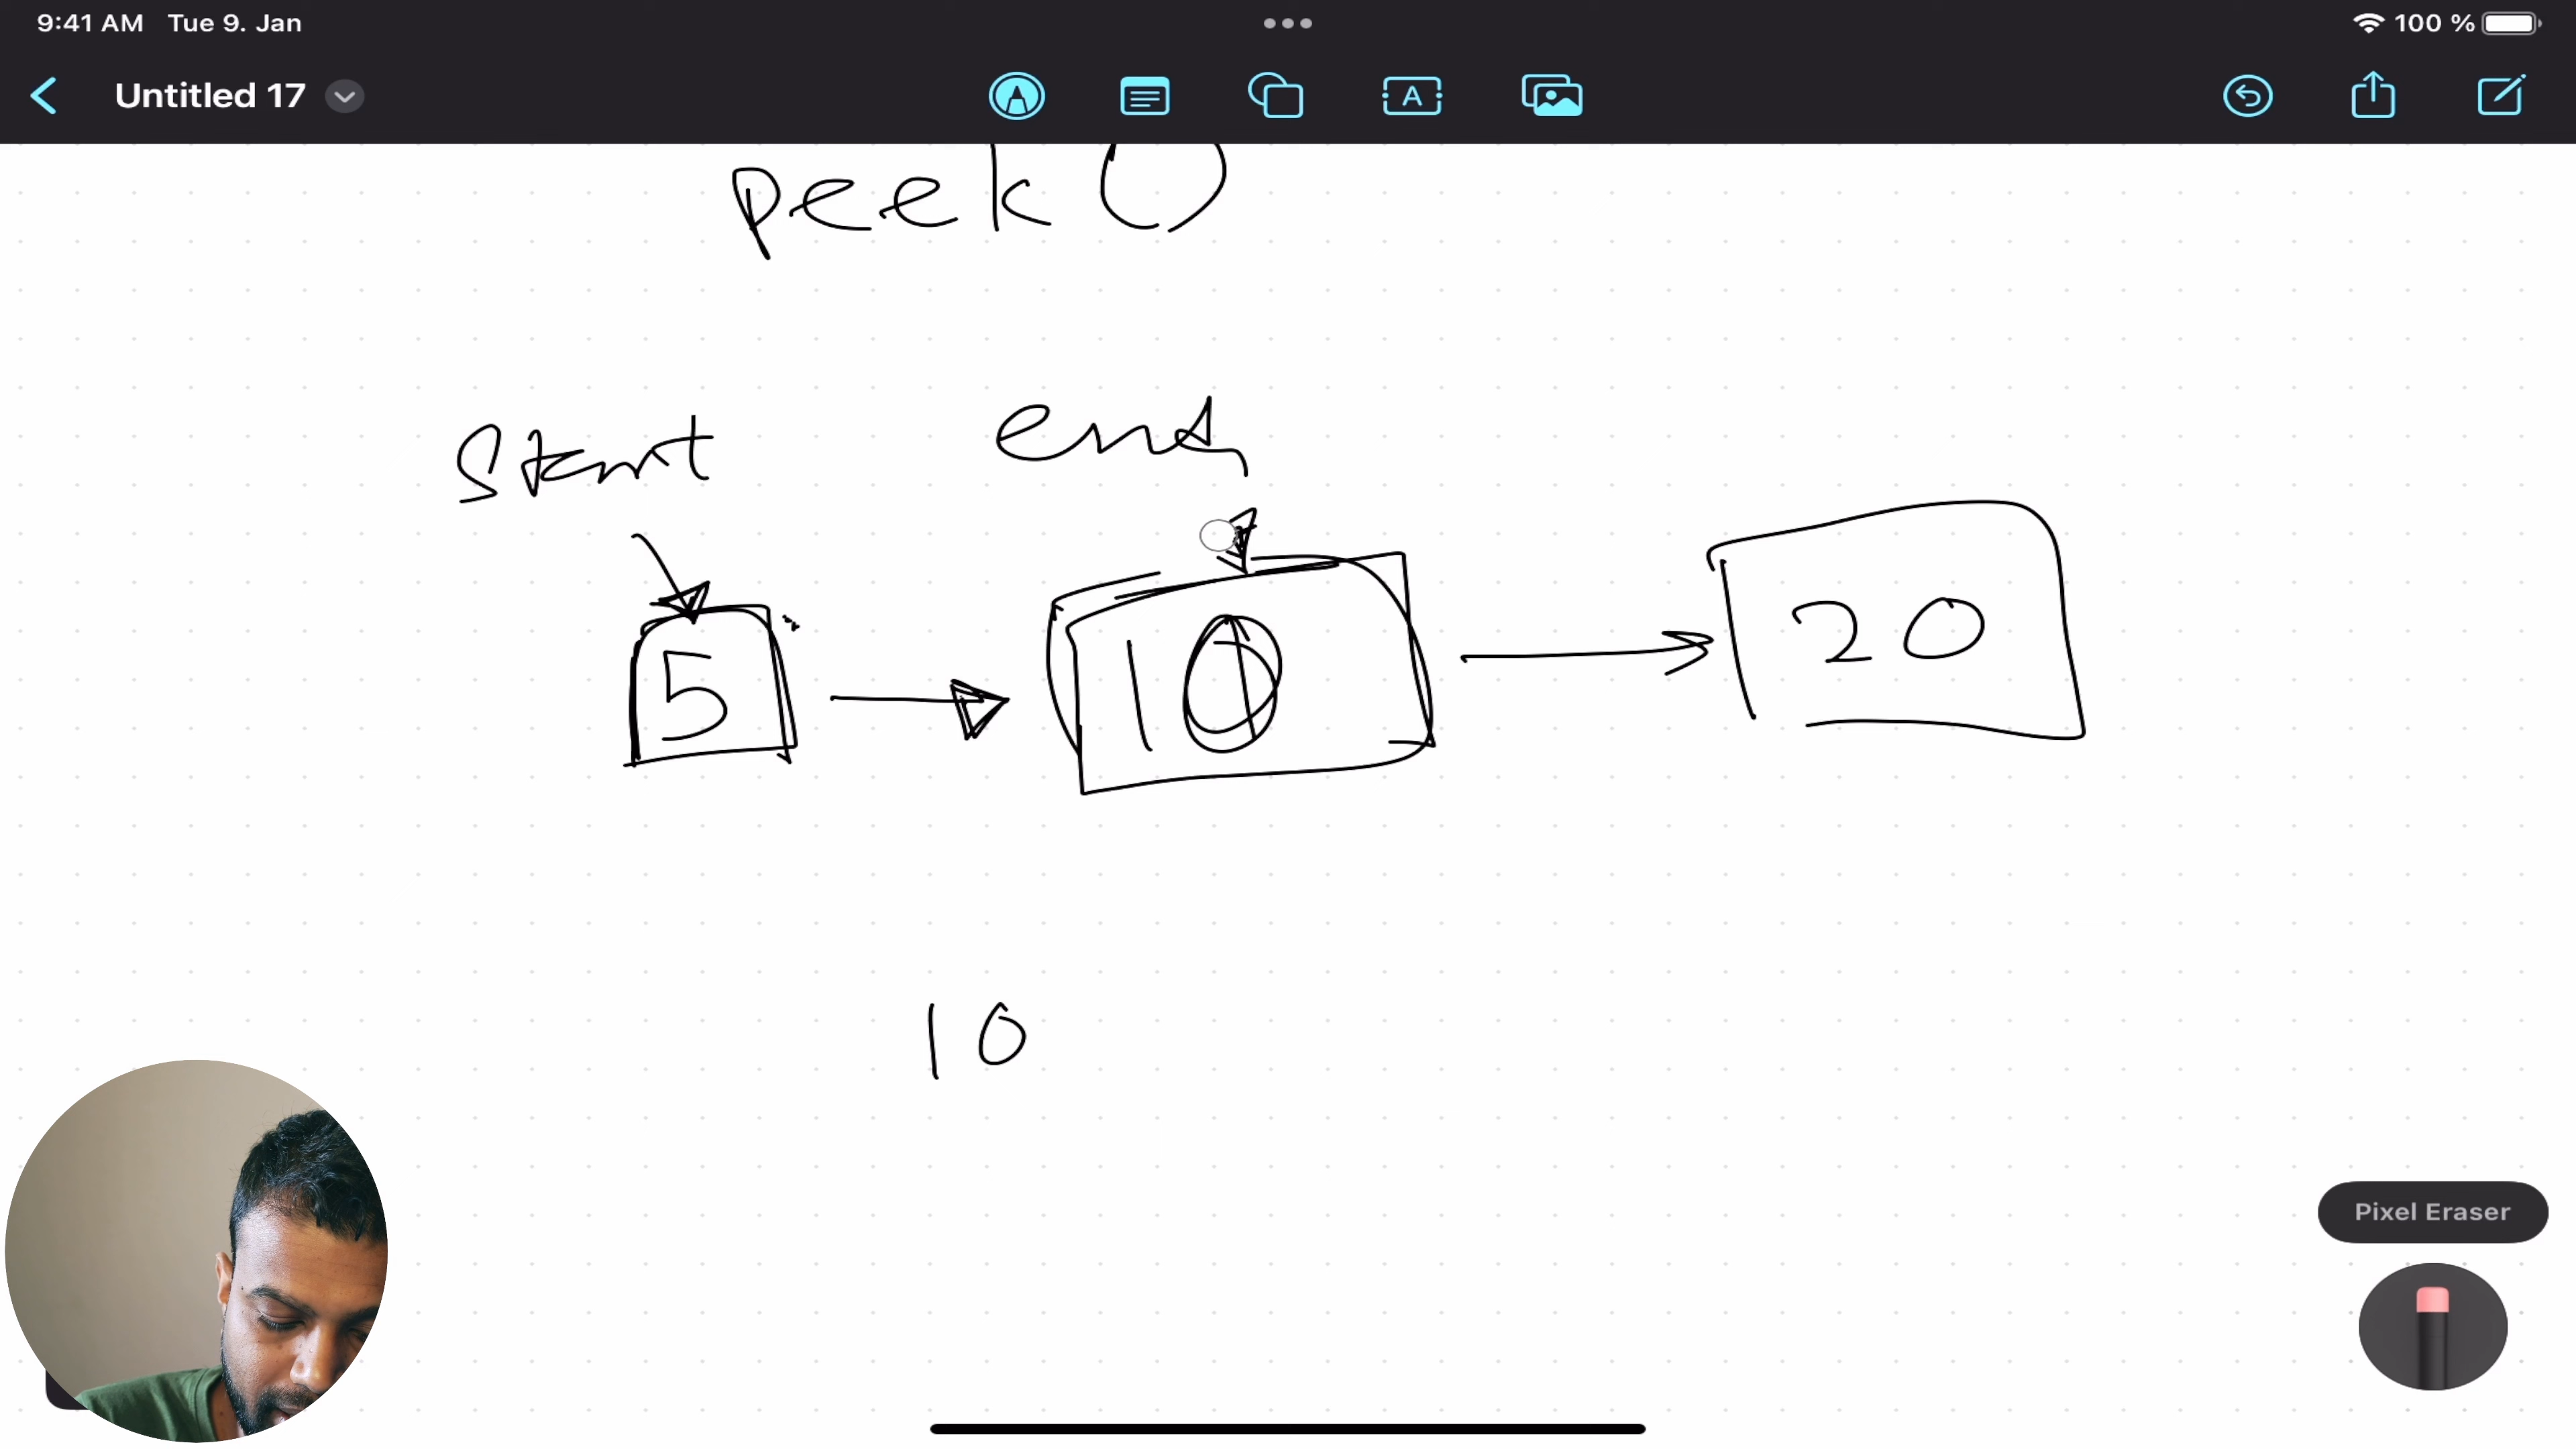 9:41 AM Tue 9. Jan
100 %
Untitled 17
A
peek()
start end
5 10 20
10
Pixel Eraser